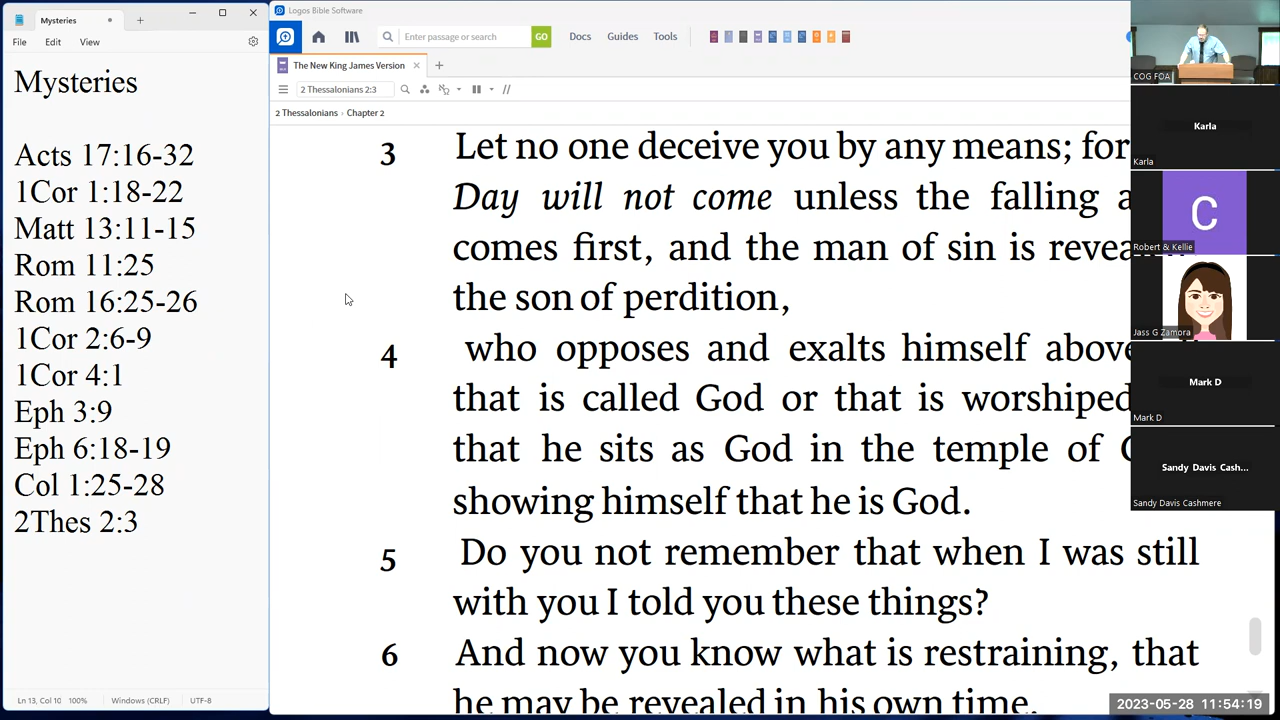 Mysteries
File Edit View
Mysteries
Acts 17:16-32
1Cor 1:18-22
Matt 13:11-15
Rom 11:25
Rom 16:25-26
1Cor 2:6-9
1Cor 4:1
Eph 3:9
Eph 6:18-19
Col 1:25-28
2Thes 2:3
Ln 13, Col 10 100% Windows (CRLF) UTF-8
Logos Bible Software
Enter passage or search GO Docs Guides Tools
The New King James Version
2 Thessalonians 2:3
2 Thessalonians › Chapter 2
3 Let no one deceive you by any means; for
Day will not come unless the falling
comes first, and the man of sin is
the son of perdition,
4 who opposes and exalts himself above
that is called God or that is worshiped
that he sits as God in the temple of
showing himself that he is God.
5 Do you not remember that when I was still
with you I told you these things?
6 And now you know what is restraining, that
he may be revealed in his own time.
COG FOA
Karla
Karla
C
Robert & Kellie
Jass G Zamora
Mark D
Mark D
Sandy Davis Cash...
Sandy Davis Cashmere
2023-05-28 11:54:19